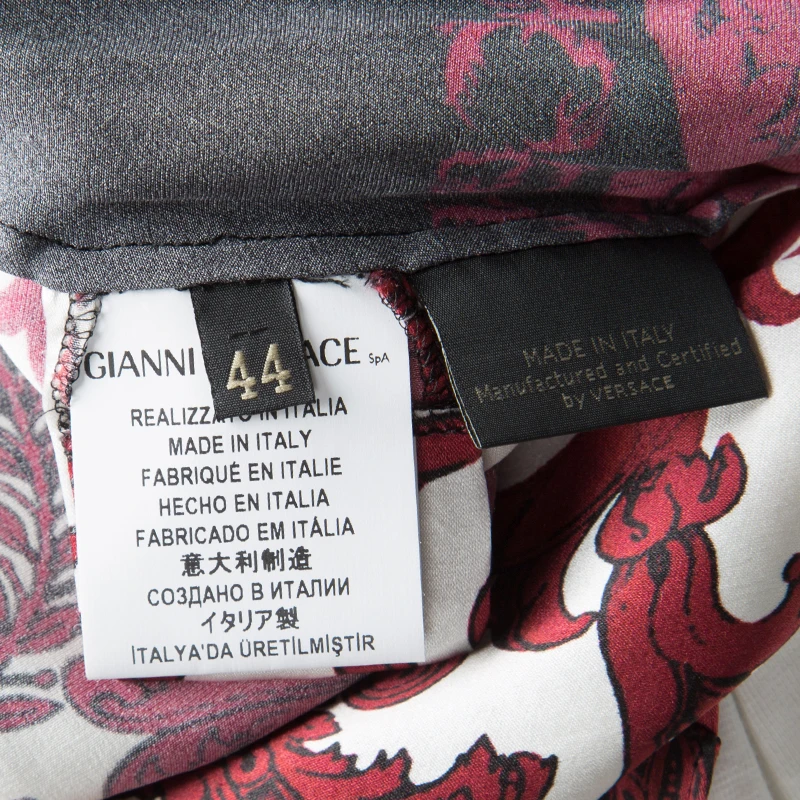 GIANNI ACE SpA
44
REALIZZATO IN ITALIA
MADE IN ITALY
FABRIQUÉ EN ITALIE
HECHO EN ITALIA
FABRICADO EM ITÁLIA
意大利制造
СОЗДАНО В ИТАЛИИ
イタリア製
İTALYA'DA ÜRETİLMİŞTİR
MADE IN ITALY
Manufactured and Certified
by VERSACE